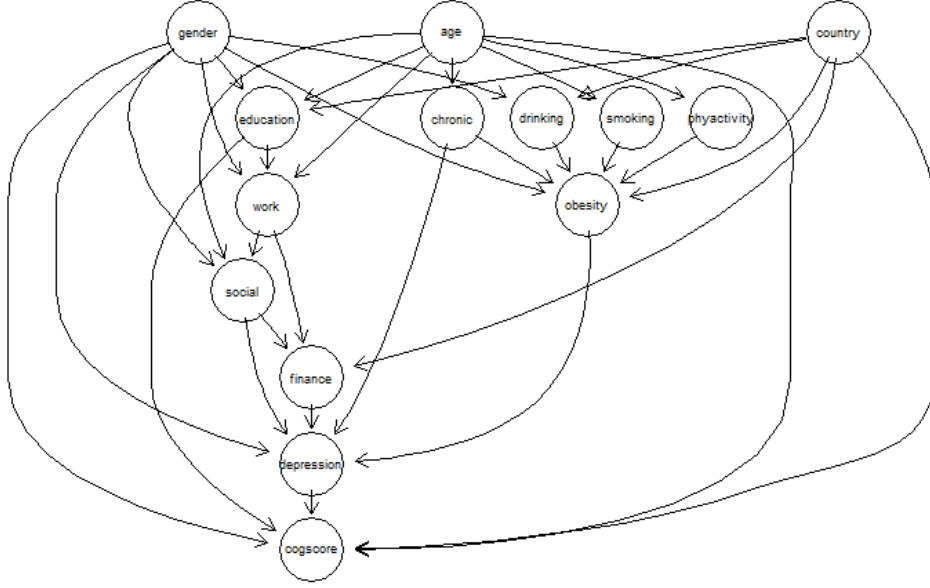 gender
age
country
education
chronic
drinking
smoking
phyactivity
work
obesity
social
finance
depression
cogscore